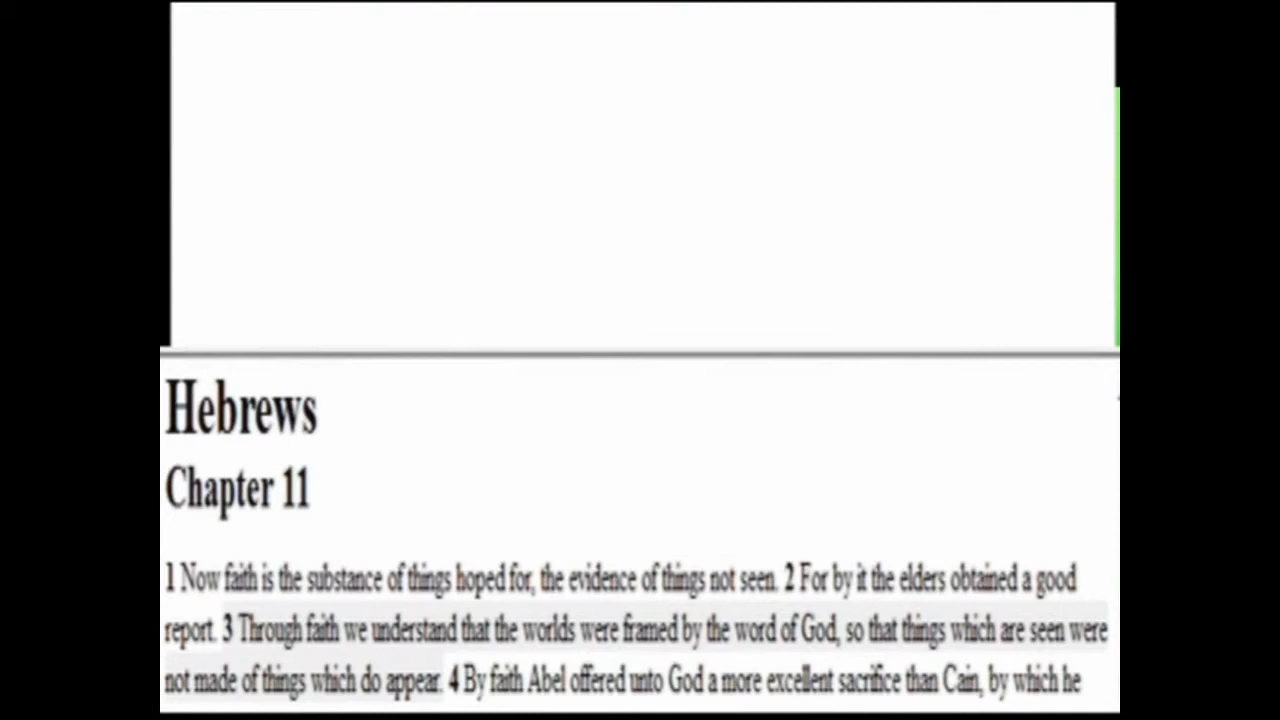 Hebrews
Chapter 11
1 Now faith is the substance of things hoped for, the evidence of things not seen. 2 For by it the elders obtained a good
report. 3 Through faith we understand that the worlds were framed by the word of God, so that things which are seen were
not made of things which do appear. 4 By faith Abel offered unto God a more excellent sacrifice than Cain, by which he